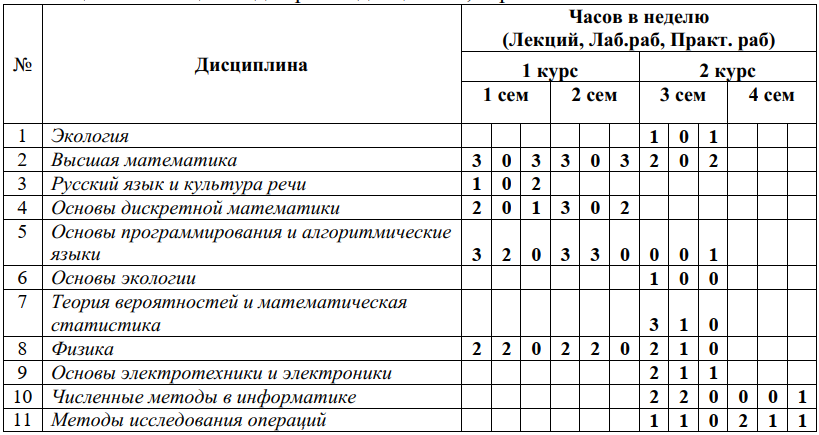 Часов в неделю
(Лекций, Лаб.раб, Практ. раб)
№ Дисциплина
1 курс 2 курс
1 сем 2 сем 3 сем 4 сем
1 Экология 1 0 1
2 Высшая математика 3 0 3 3 0 3 2 0 2
3 Русский язык и культура речи 1 0 2
4 Основы дискретной математики 2 0 1 3 0 2
5 Основы программирования и алгоритмические
языки 3 2 0 3 3 0 0 0 1
6 Основы экологии 1 0 0
7 Теория вероятностей и математическая
статистика 3 1 0
8 Физика 2 2 0 2 2 0 2 1 0
9 Основы электротехники и электроники 2 1 1
10 Численные методы в информатике 2 2 0 0 0 1
11 Методы исследования операций 1 1 0 2 1 1